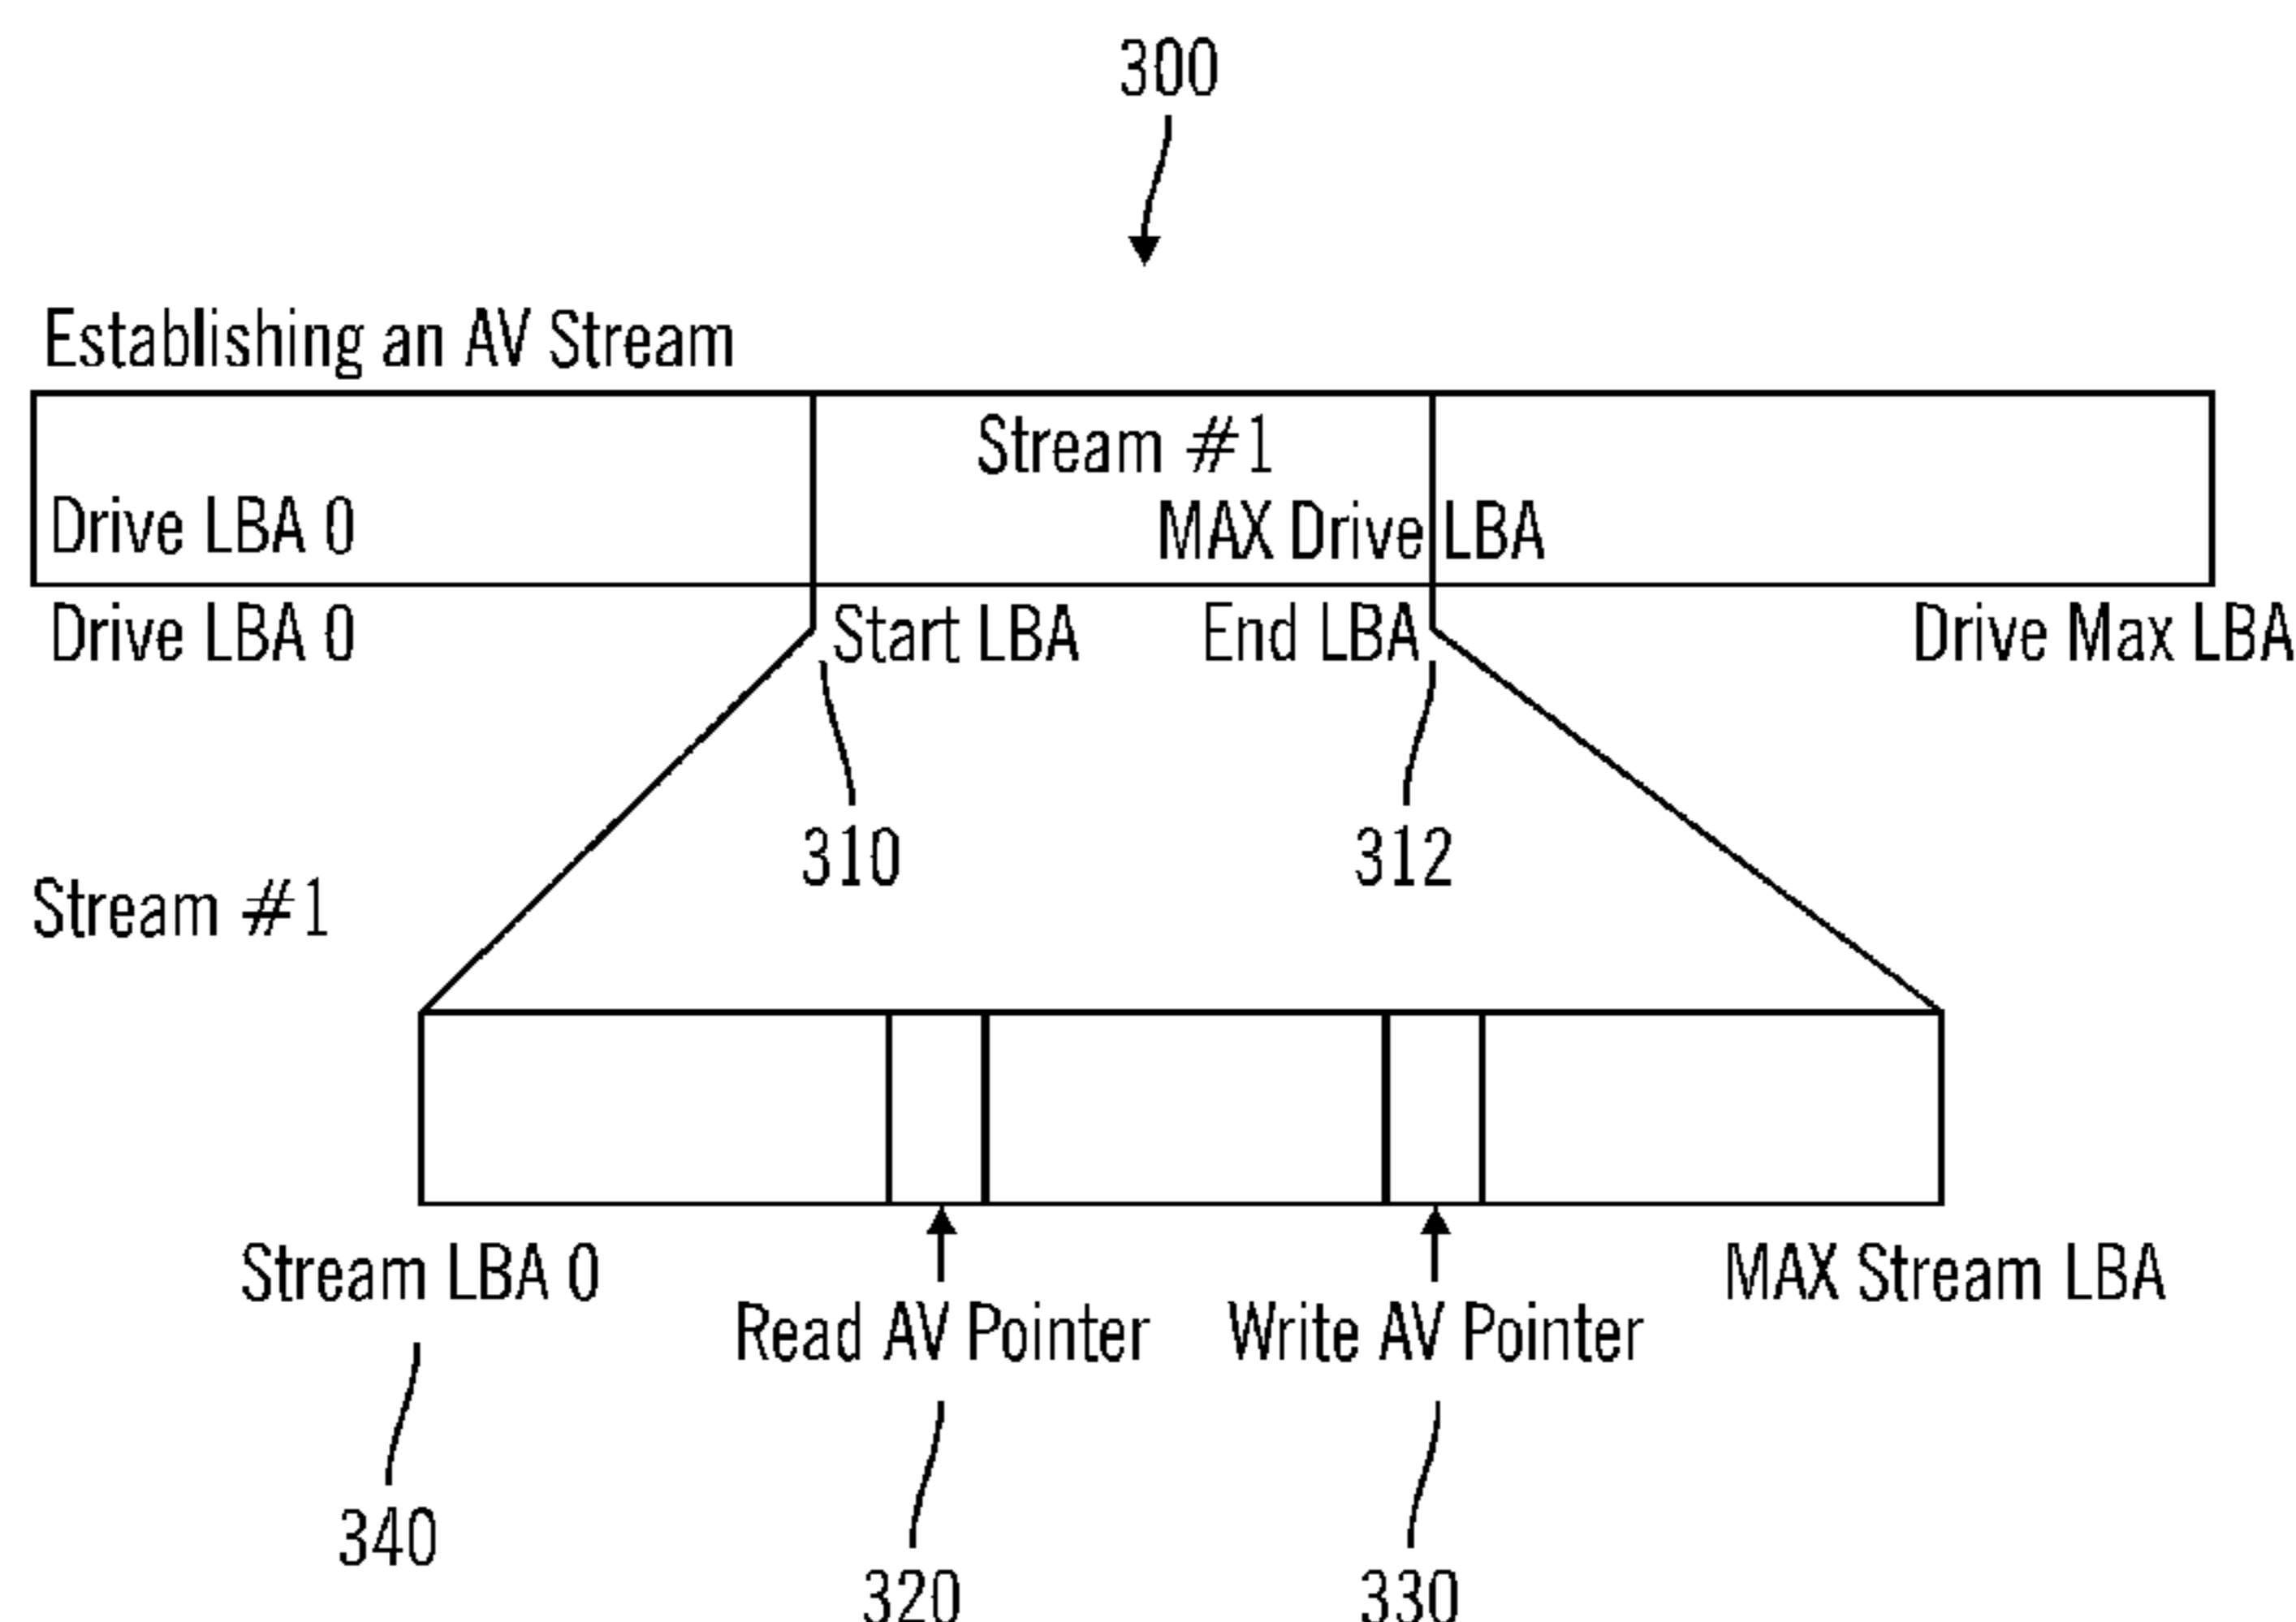 300
Establishing an AV Stream
Stream #1
Drive LBA 0
MAX Drive LBA
Drive LBA 0
Start LBA
End LBA
Drive Max LBA
310
312
Stream #1
Stream LBA 0
MAX Stream LBA
Read AV Pointer
Write AV Pointer
340
320
330